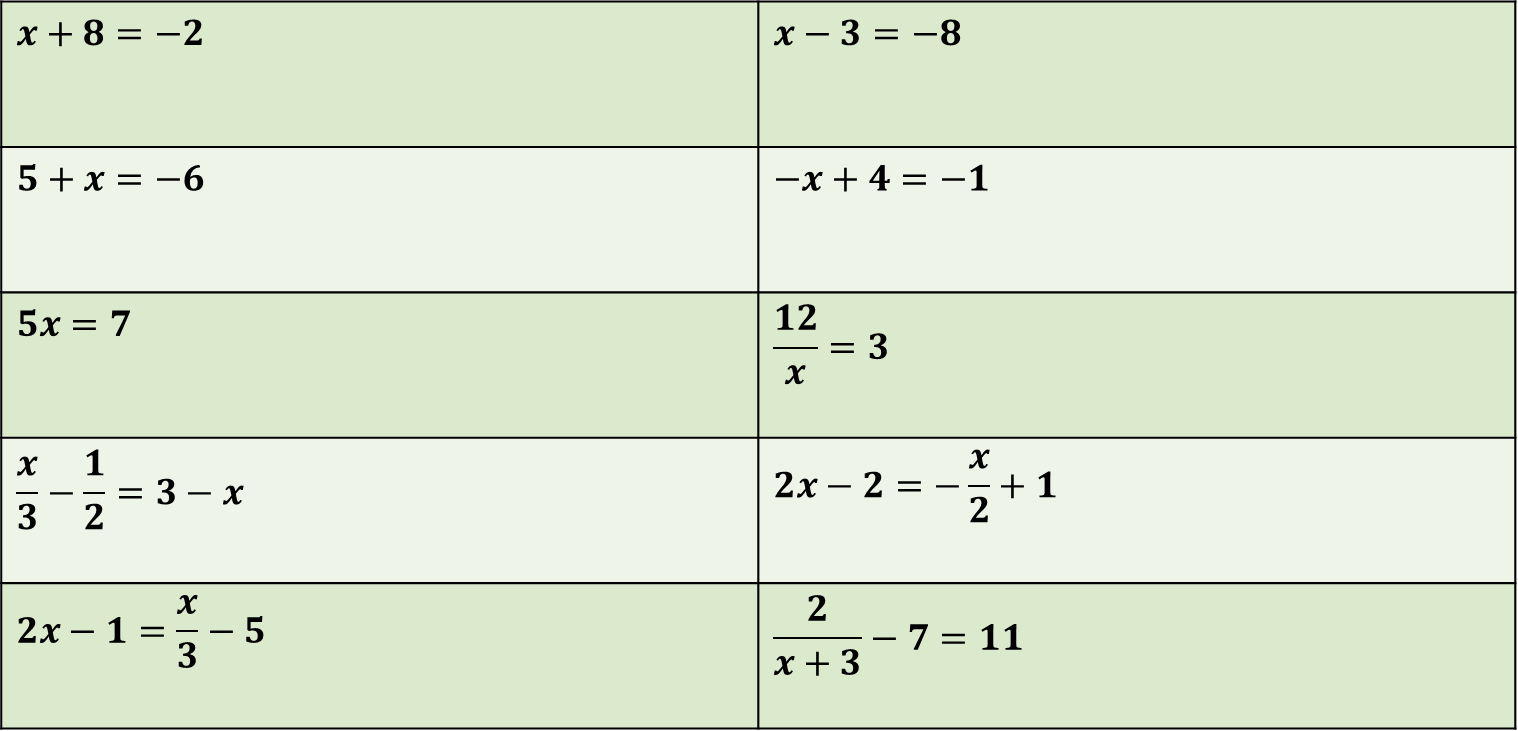 x + 8 = −2
x − 3 = −8
5 + x = −6
−x + 4 = −1
5x = 7
12/x = 3
x/3 − 1/2 = 3 − x
2x − 2 = −x/2 + 1
2x − 1 = x/3 − 5
2/(x + 3) − 7 = 11